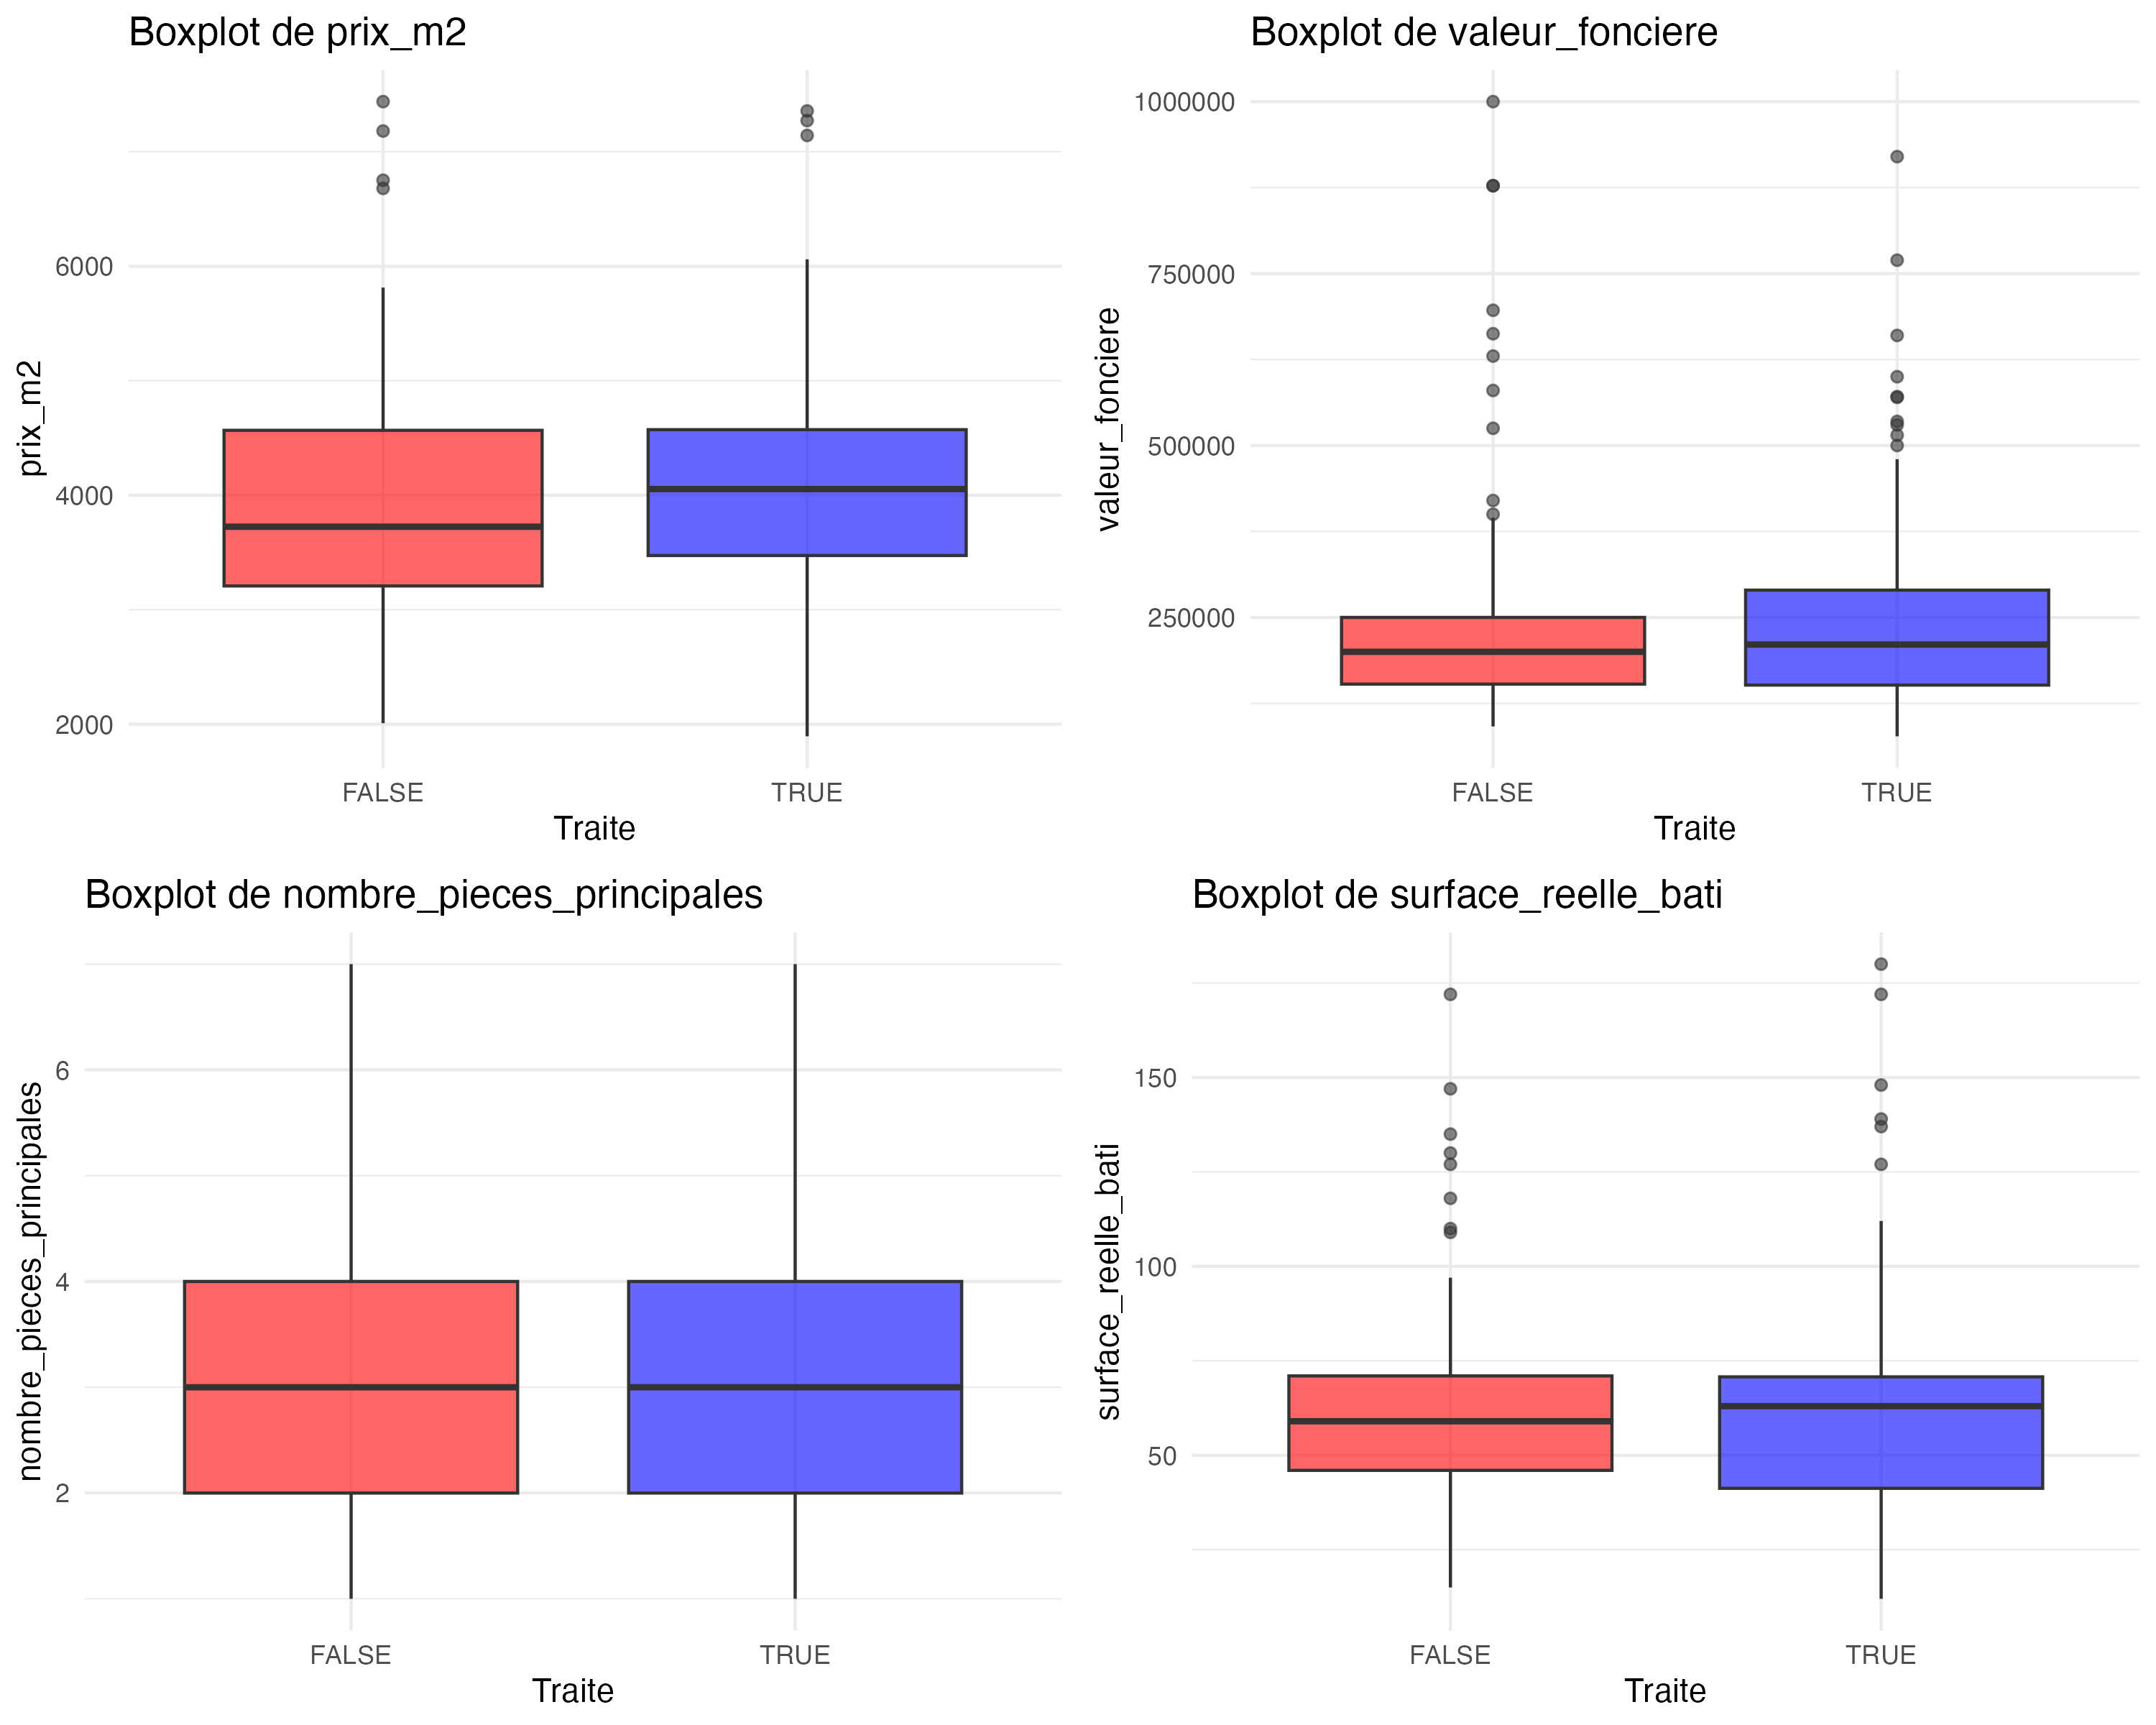 Boxplot de prix_m2
prix_m2
6000
4000
2000
FALSE
TRUE
Traite
Boxplot de valeur_fonciere
valeur_fonciere
1000000
750000
500000
250000
FALSE
TRUE
Traite
Boxplot de nombre_pieces_principales
nombre_pieces_principales
6
4
2
FALSE
TRUE
Traite
Boxplot de surface_reelle_bati
surface_reelle_bati
150
100
50
FALSE
TRUE
Traite